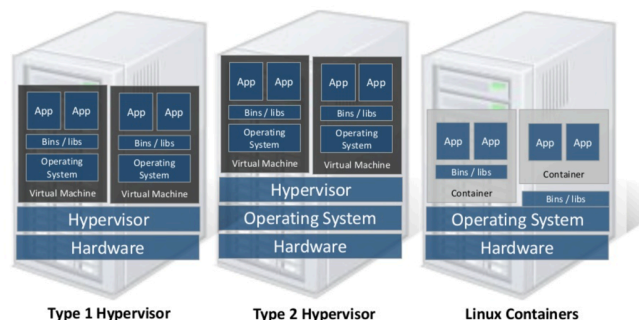 App App
Bins / libs
Operating
System
Virtual Machine
App App
Bins / libs
Operating
System
Virtual Machine
Hypervisor
Hardware
Type 1 Hypervisor
App App
Bins / libs
Operating
System
Virtual Machine
App App
Bins / libs
Operating
System
Virtual Machine
Hypervisor
Operating System
Hardware
Type 2 Hypervisor
App App
Bins / libs
Container
App App
Container
Bins / libs
Operating System
Hardware
Linux Containers